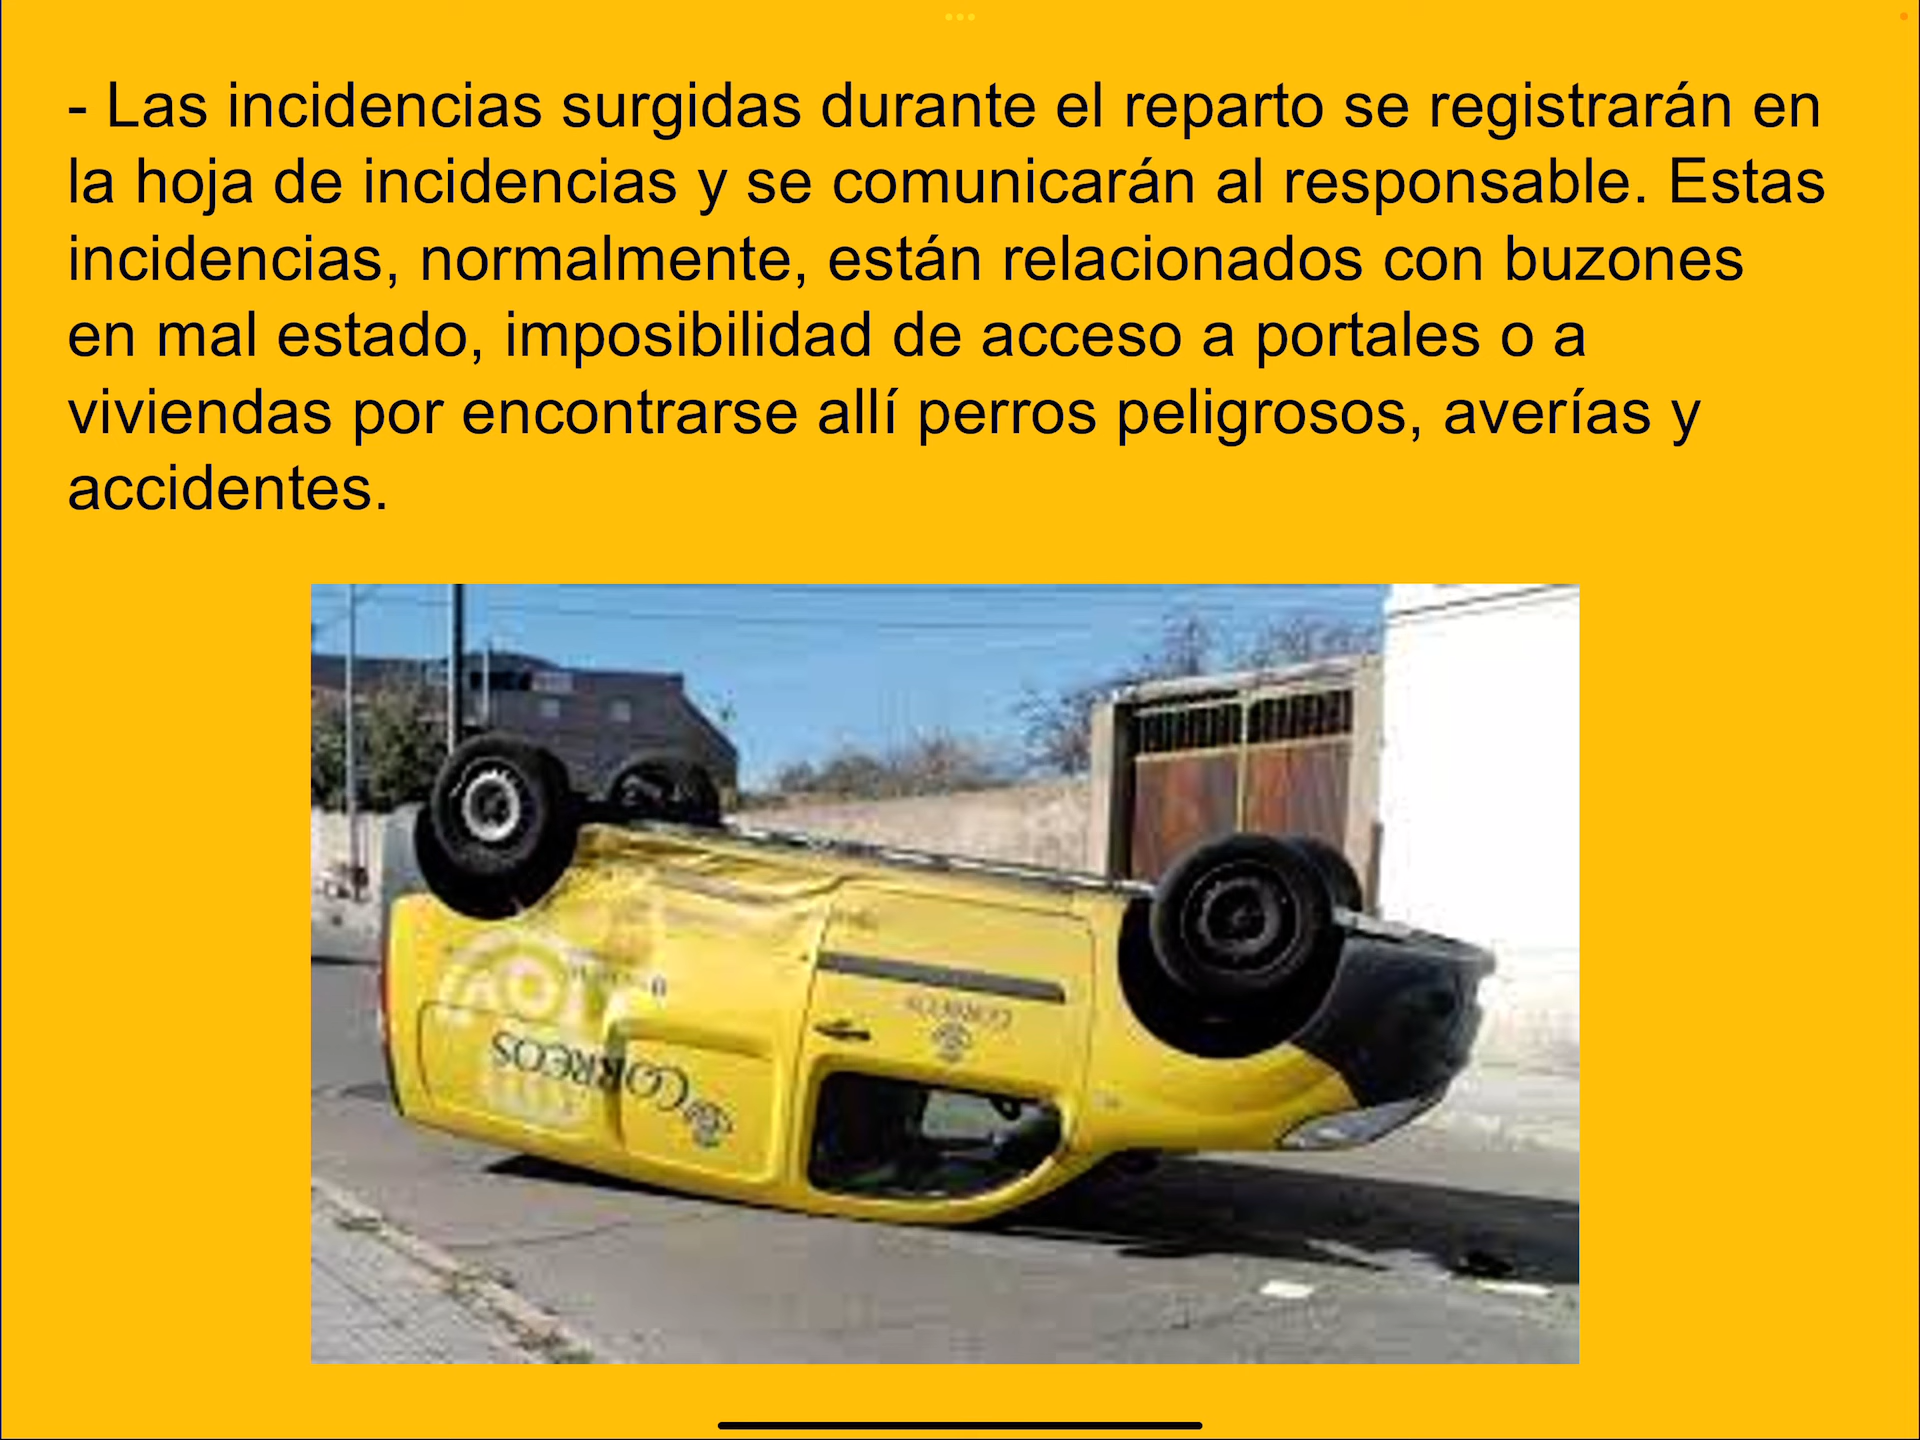 - Las incidencias surgidas durante el reparto se registrarán en
la hoja de incidencias y se comunicarán al responsable. Estas
incidencias, normalmente, están relacionados con buzones
en mal estado, imposibilidad de acceso a portales o a
viviendas por encontrarse allí perros peligrosos, averías y
accidentes.
CORREOS
CORREOS